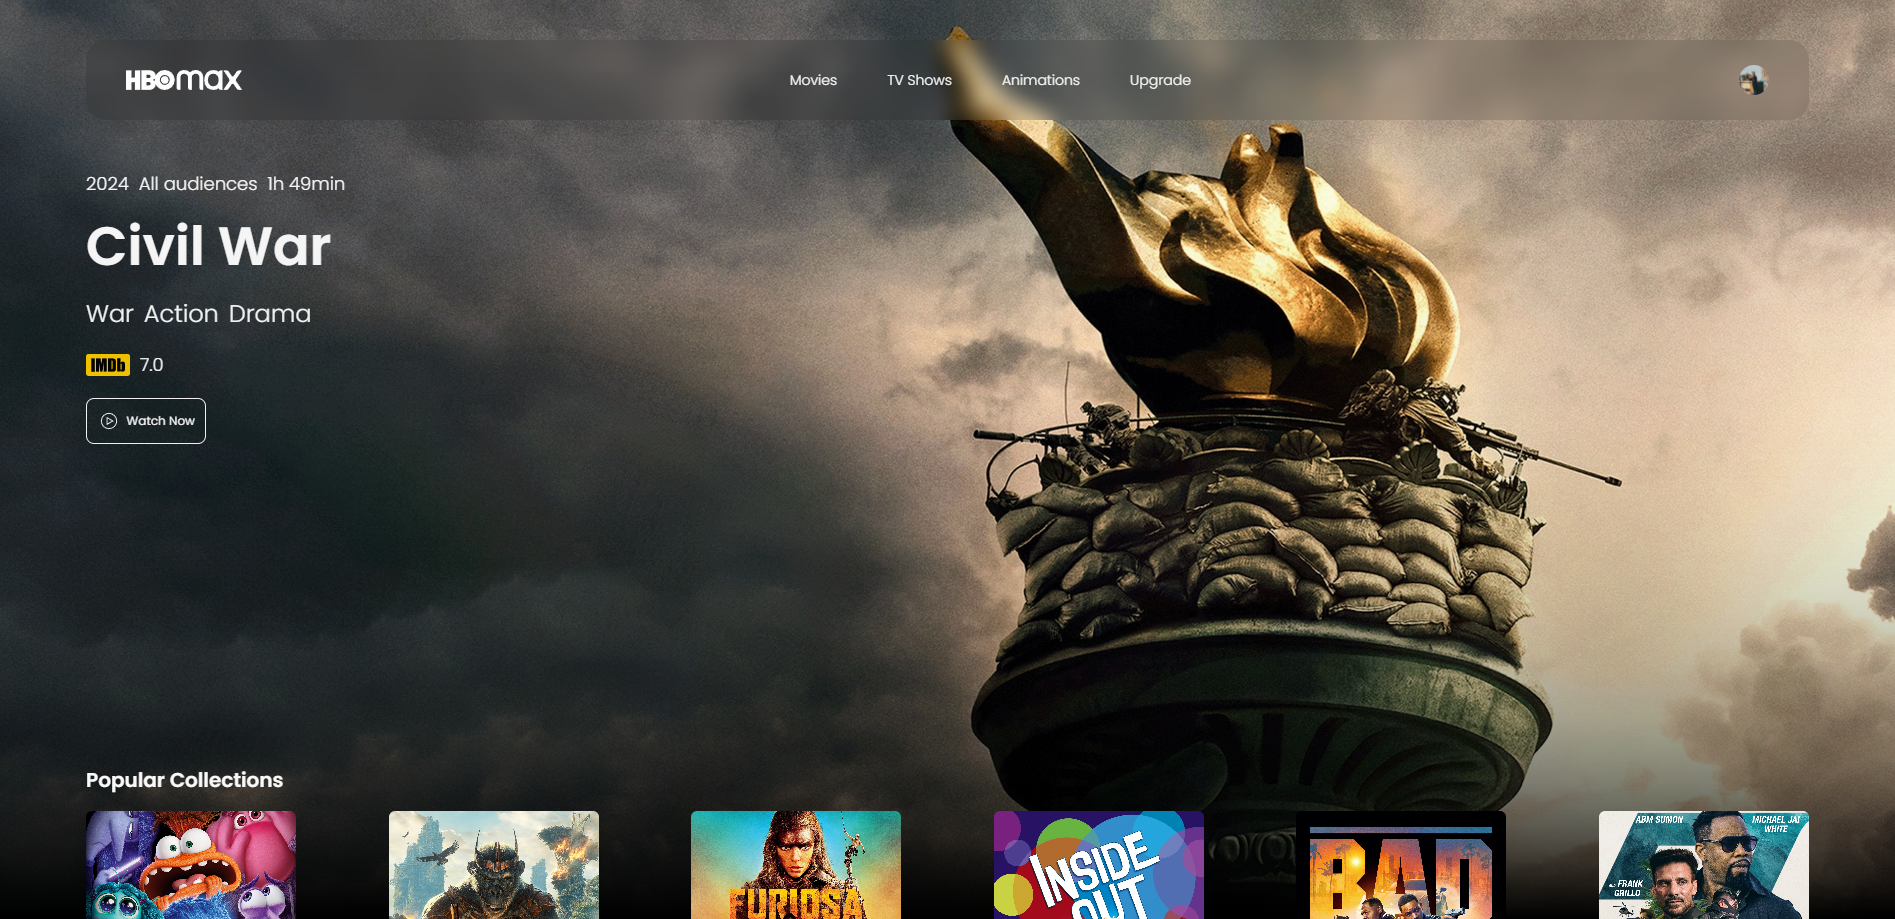 HBOmax
Movies TV Shows Animations Upgrade
2024 All audiences 1h 49min
Civil War
War Action Drama
IMDb 7.0
Watch Now
Popular Collections
FURIOSA
INSIDE
OUT
BAD
ABM SUMON
MICHAEL JAI
WHITE
FRANK
GRILLO